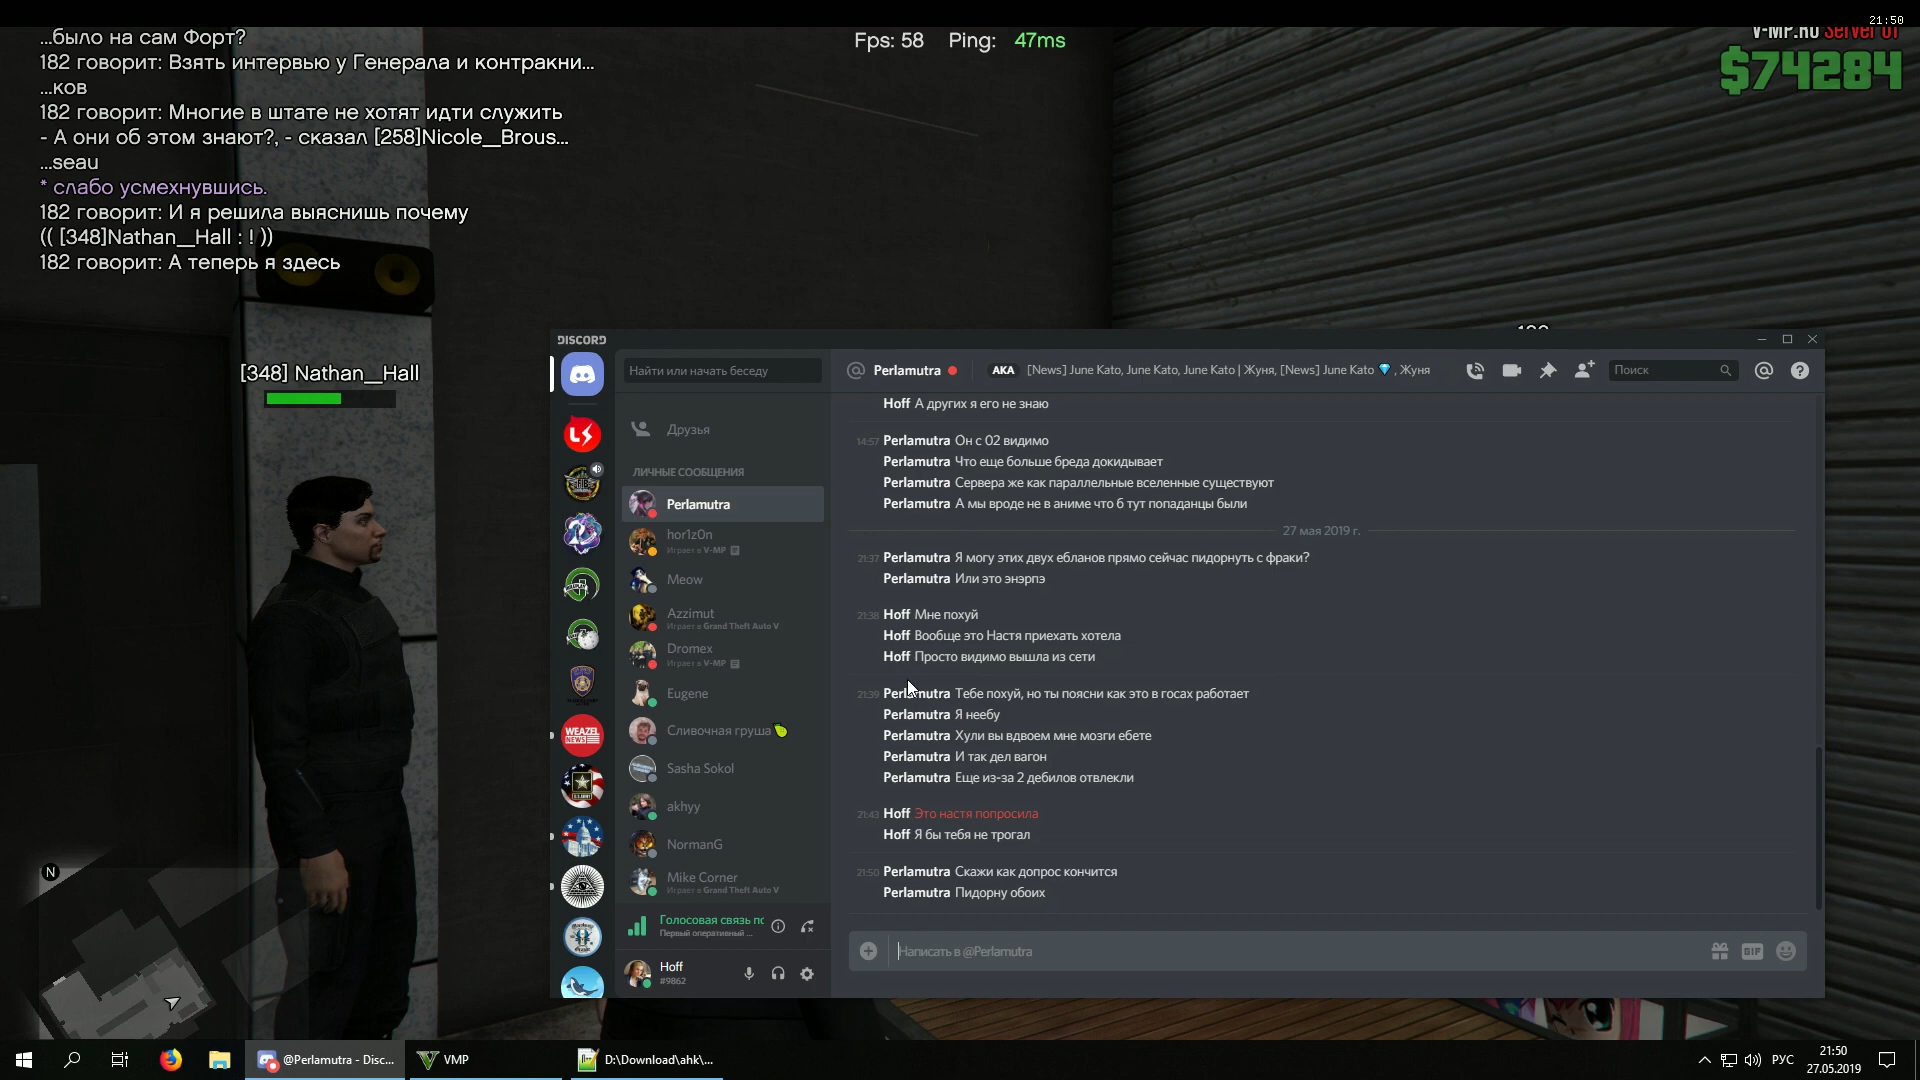 21:50
...было на сам Форт?
182 говорит: Взять интервью у Генерала и контракни...
...ков
182 говорит: Многие в штате не хотят идти служить
- А они об этом знают?, - сказал [258]Nicole__Brous...
...seau
* слабо усмехнувшись.
182 говорит: И я решила выяснишь почему
(( [348]Nathan__Hall : ! ))
182 говорит: А теперь я здесь
Fps: 58 Ping: 47ms
V-MP.RU Server 01
$74284
[348] Nathan__Hall
DISCORD
Найти или начать беседу
Perlamutra
AKA [News] June Kato, June Kato, June Kato | Жуня, [News] June Kato 💎 , Жуня
Поиск
Друзья
ЛИЧНЫЕ СООБЩЕНИЯ
Perlamutra
hor1z0n
Играет в V-MP
Meow
Azzimut
Играет в Grand Theft Auto V
Dromex
Играет в V-MP
Eugene
Сливочная груша
Sasha Sokol
akhyy
NormanG
Mike Corner
Играет в Grand Theft Auto V
Голосовая связь пс
Первый оперативный ...
Hoff
#9862
WEAZEL
NEWS
Hoff А других я его не знаю
14:57 Perlamutra Он с 02 видимо
Perlamutra Что еще больше бреда докидывает
Perlamutra Сервера же как параллельные вселенные существуют
Perlamutra А мы вроде не в аниме что б тут попаданцы были
27 мая 2019 г.
21:37 Perlamutra Я могу этих двух ебланов прямо сейчас пидорнуть с фраки?
Perlamutra Или это энэрпэ
21:38 Hoff Мне похуй
Hoff Вообще это Настя приехать хотела
Hoff Просто видимо вышла из сети
21:39 Perlamutra Тебе похуй, но ты поясни как это в госах работает
Perlamutra Я неебу
Perlamutra Хули вы вдвоем мне мозги ебете
Perlamutra И так дел вагон
Perlamutra Еще из-за 2 дебилов отвлекли
21:43 Hoff Это настя попросила
Hoff Я бы тебя не трогал
21:50 Perlamutra Скажи как допрос кончится
Perlamutra Пидорну обоих
Написать в @Perlamutra
GIF
N
@Perlamutra - Disc...
VMP
D:\Download\ahk\...
РУС
21:50
27.05.2019